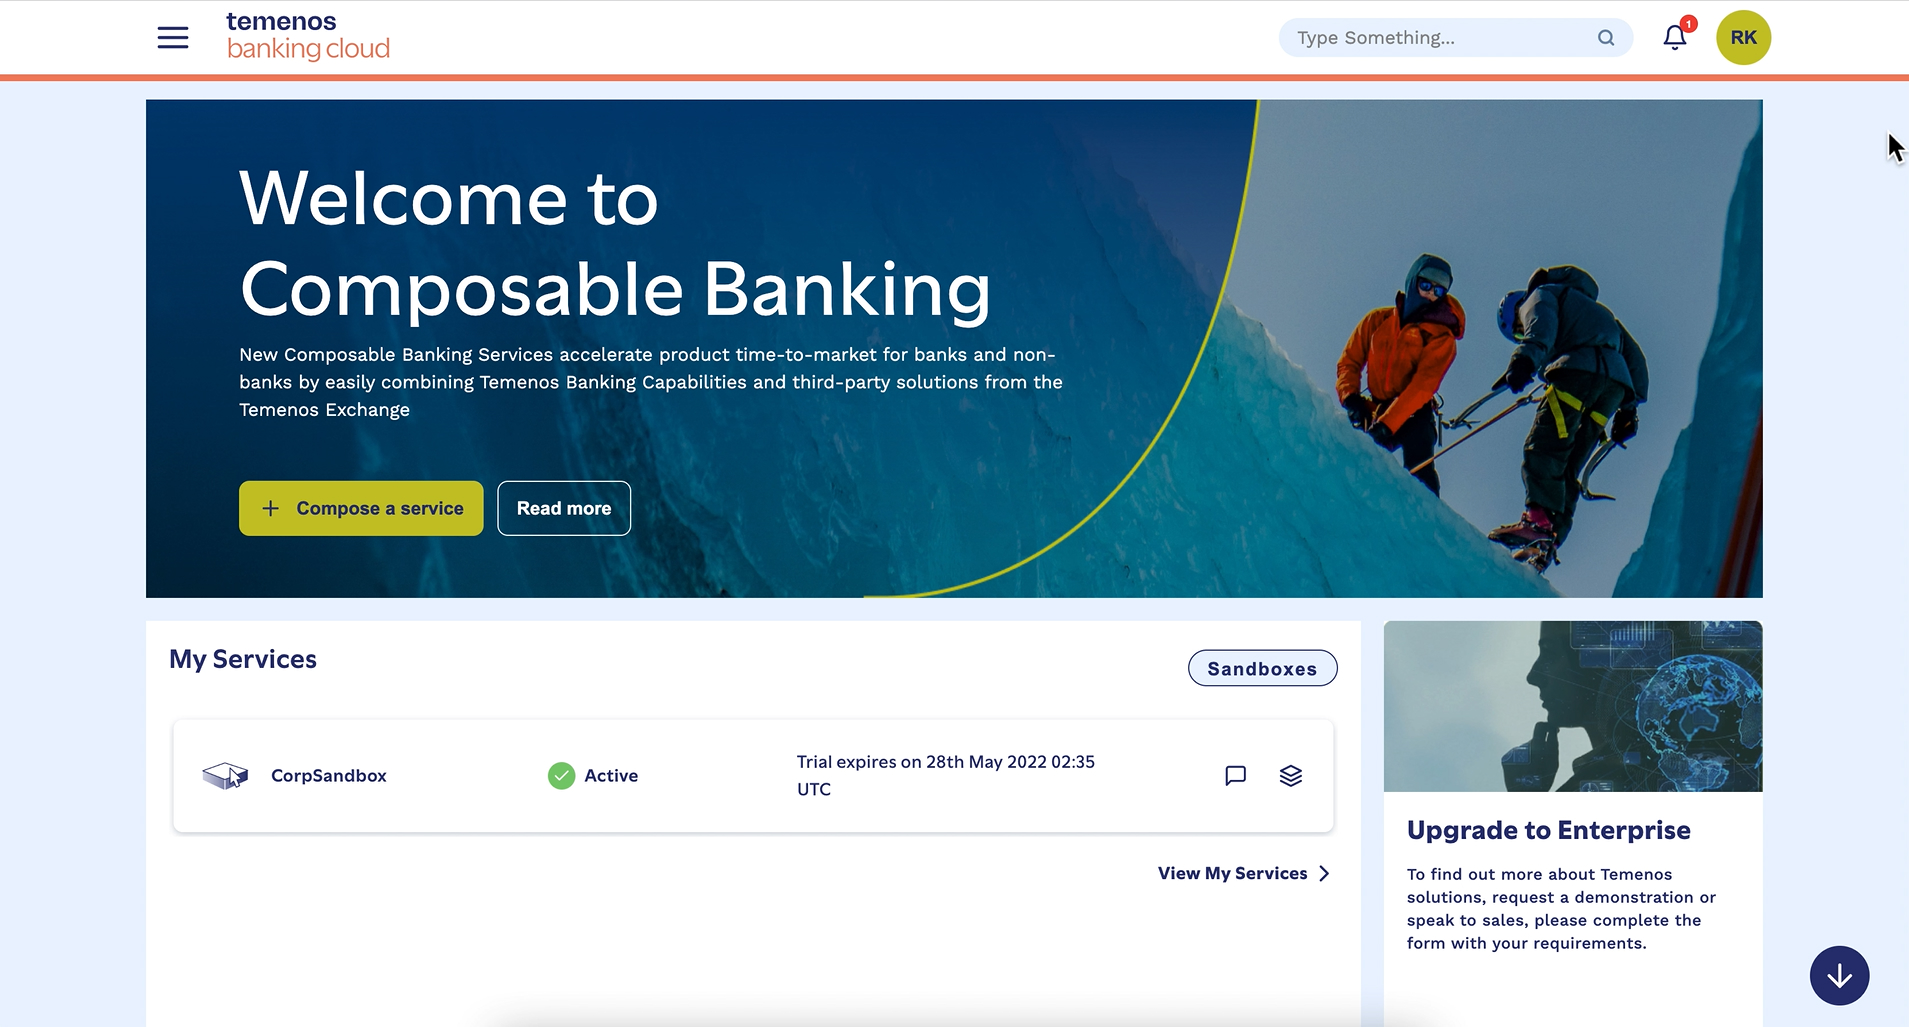 temenos
banking cloud
Type Something...
1
RK
Welcome to
Composable Banking
New Composable Banking Services accelerate product time-to-market for banks and non-
banks by easily combining Temenos Banking Capabilities and third-party solutions from the
Temenos Exchange
Compose a service
Read more
My Services
Sandboxes
CorpSandbox
Active
Trial expires on 28th May 2022 02:35
UTC
View My Services
Upgrade to Enterprise
To find out more about Temenos
solutions, request a demonstration or
speak to sales, please complete the
form with your requirements.